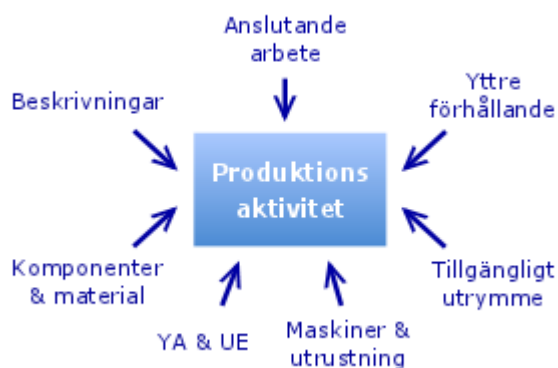 Anslutande
arbete
Beskrivningar
Yttre
förhållande
Produktions
aktivitet
Komponenter
& material
Tillgängligt
utrymme
YA & UE
Maskiner &
utrustning